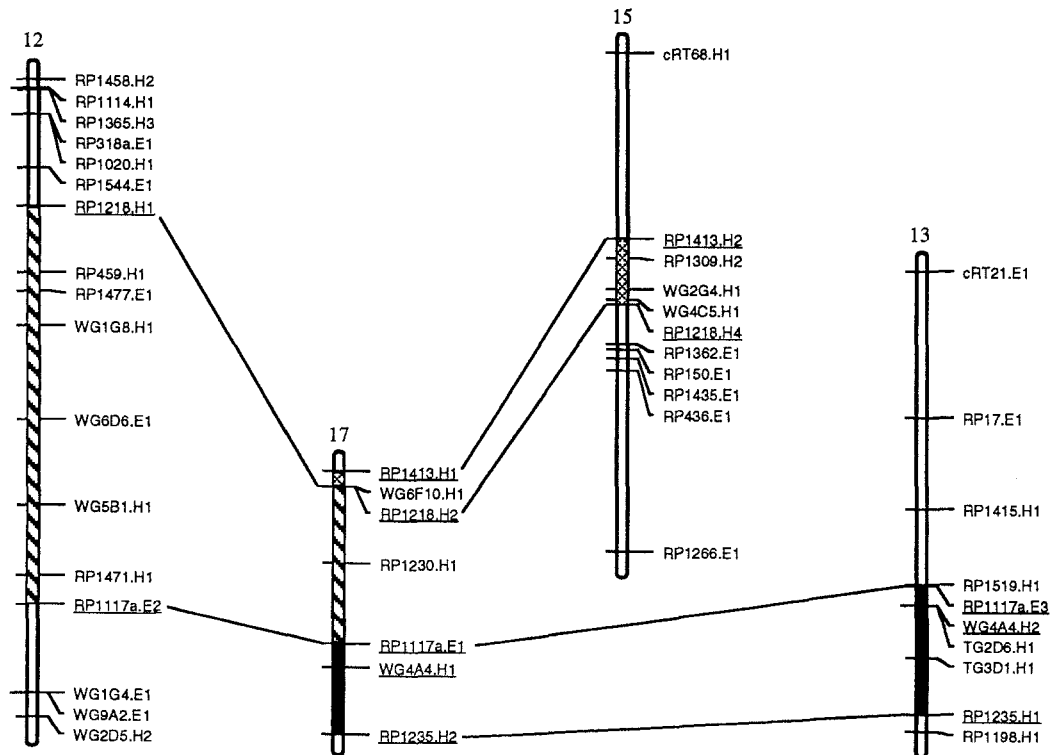 12
RP1458.H2
RP1114.H1
RP1365.H3
RP318a.E1
RP1020.H1
RP1544.E1
RP1218.H1
RP459.H1
RP1477.E1
WG1G8.H1
WG6D6.E1
WG5B1.H1
RP1471.H1
RP1117a.E2
WG1G4.E1
WG9A2.E1
WG2D5.H2
17
RP1413.H1
WG6F10.H1
RP1218.H2
RP1230.H1
RP1117a.E1
WG4A4.H1
RP1235.H2
15
cRT68.H1
RP1413.H2
RP1309.H2
WG2G4.H1
WG4C5.H1
RP1218.H4
RP1362.E1
RP150.E1
RP1435.E1
RP436.E1
RP1266.E1
13
cRT21.E1
RP17.E1
RP1415.H1
RP1519.H1
RP1117a.E3
WG4A4.H2
TG2D6.H1
TG3D1.H1
RP1235.H1
RP1198.H1